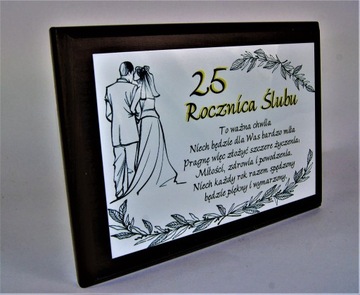 25
Rocznica Ślubu
To ważna chwila
Niech będzie dla Was bardzo miła
Pragnę więc złożyć szczere życzenia:
Miłości, zdrowia i powodzenia.
Niech każdy rok razem spędzony
będzie piękny i wymarzony.